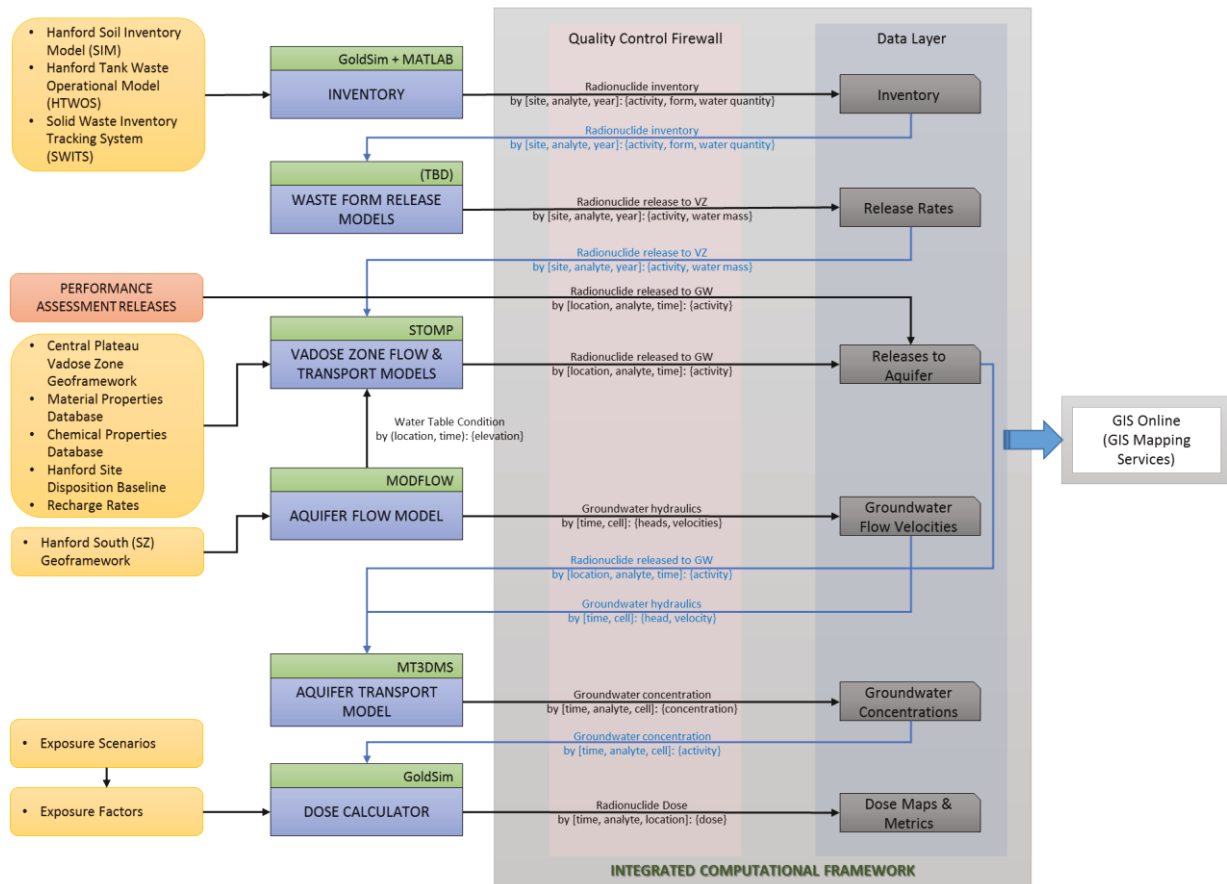 Quality Control Firewall
Data Layer
• Hanford Soil Inventory
Model (SIM)
• Hanford Tank Waste
Operational Model
(HTWOS)
• Solid Waste Inventory
Tracking System
(SWITS)
GoldSim + MATLAB
INVENTORY
Radionuclide inventory
by [site, analyte, year]: {activity, form, water quantity}
Inventory
Radionuclide inventory
by [site, analyte, year]: {activity, form, water quantity}
(TBD)
WASTE FORM RELEASE
MODELS
Radionuclide release to VZ
by [site, analyte, year]: {activity, water mass}
Release Rates
Radionuclide release to VZ
by [site, analyte, year]: {activity, water mass}
PERFORMANCE
ASSESSMENT RELEASES
Radionuclide released to GW
by [location, analyte, time]: {activity}
• Central Plateau
Vadose Zone
Geoframework
• Material Properties
Database
• Chemical Properties
Database
• Hanford Site
Disposition Baseline
• Recharge Rates
STOMP
VADOSE ZONE FLOW &
TRANSPORT MODELS
Radionuclide released to GW
by [location, analyte, time]: {activity}
Releases to
Aquifer
Water Table Condition
by (location, time): {elevation}
GIS Online
(GIS Mapping
Services)
• Hanford South (SZ)
Geoframework
MODFLOW
AQUIFER FLOW MODEL
Groundwater hydraulics
by [time, cell]: {heads, velocities}
Groundwater
Flow Velocities
Radionuclide released to GW
by [location, analyte, time]: {activity}
Groundwater hydraulics
by [time, cell]: {head, velocity}
MT3DMS
AQUIFER TRANSPORT
MODEL
Groundwater concentration
by [time, analyte, cell]: {concentration}
Groundwater
Concentrations
Groundwater concentration
by [time, analyte, cell]: {activity}
• Exposure Scenarios
• Exposure Factors
GoldSim
DOSE CALCULATOR
Radionuclide Dose
by [time, analyte, location]: {dose}
Dose Maps &
Metrics
INTEGRATED COMPUTATIONAL FRAMEWORK